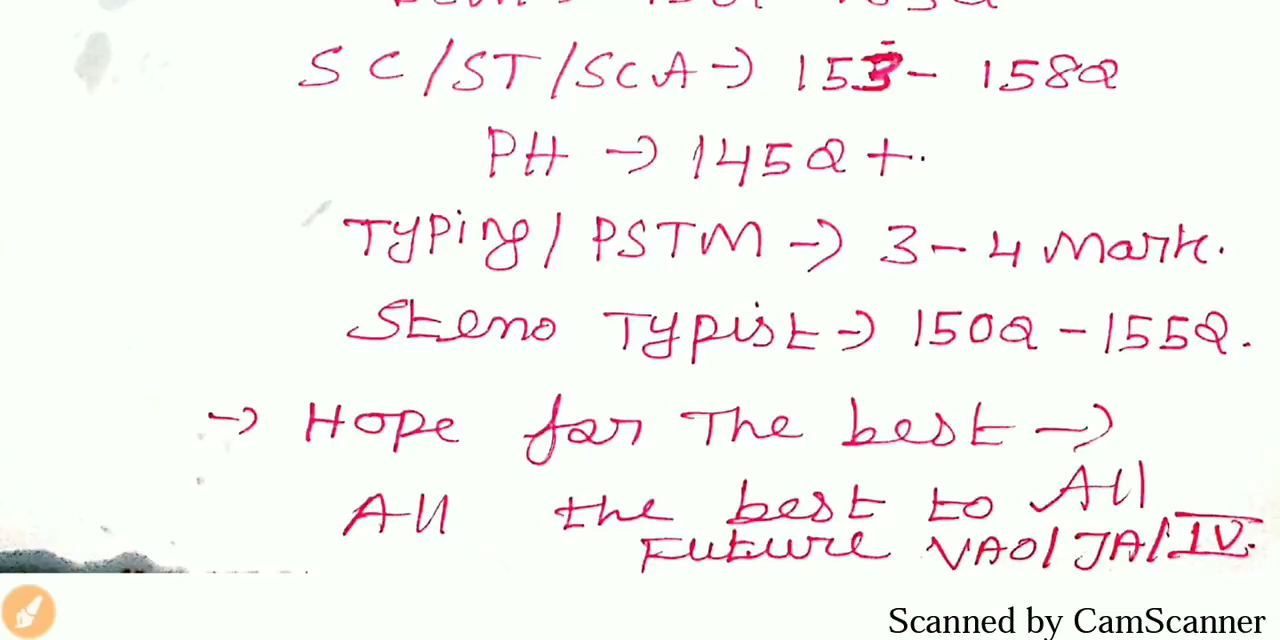 SC/ST/SCA → 153 - 158Q
PH → 145Q +.
Typing / PSTM → 3 - 4 Mark.
Steno Typist → 150Q - 155Q.
→ Hope for The best →
All the best to All
Future VAO/JA/IV.
Scanned by CamScanner